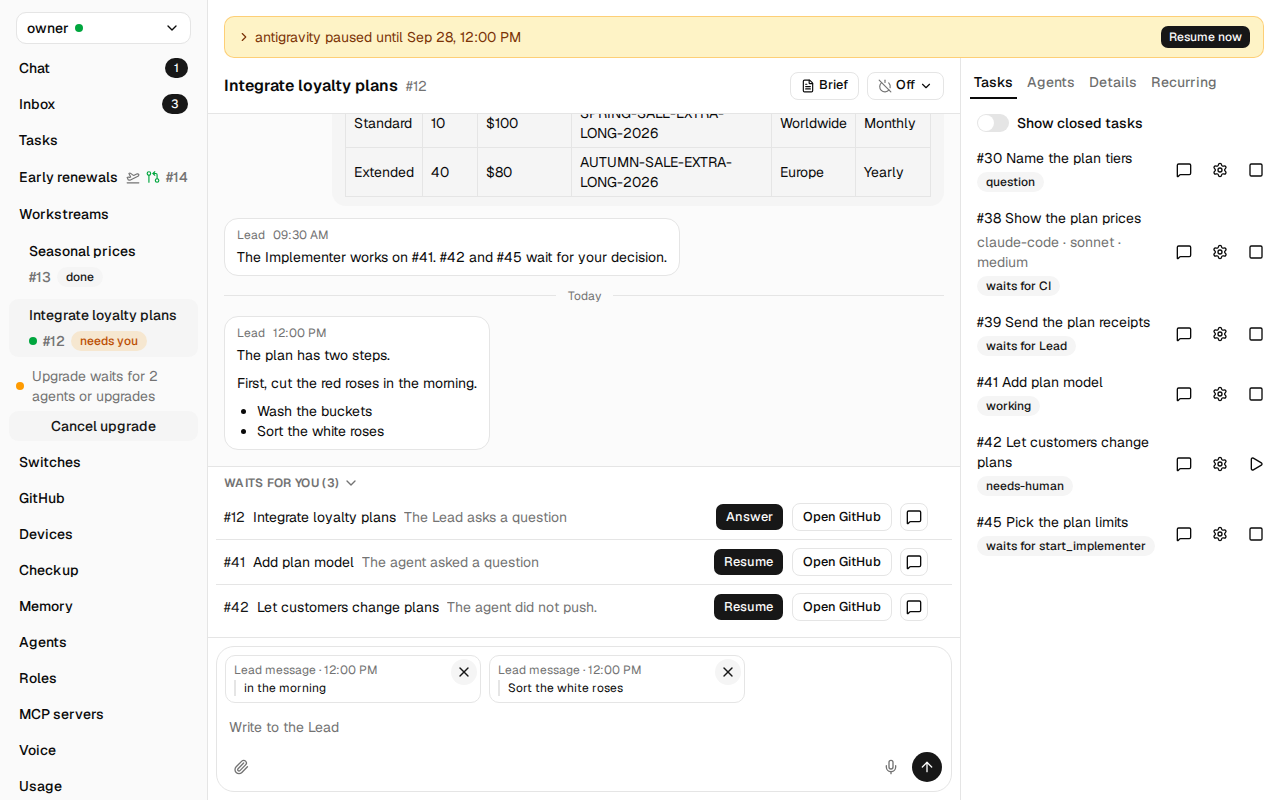 owner
Chat 1
Inbox 3
Tasks
Early renewals #14
Workstreams
Seasonal prices
#13 done
Integrate loyalty plans
#12 needs you
Upgrade waits for 2
agents or upgrades
Cancel upgrade
Switches
GitHub
Devices
Checkup
Memory
Agents
Roles
MCP servers
Voice
Usage
antigravity paused until Sep 28, 12:00 PM
Resume now
Integrate loyalty plans #12
Brief
Off
Standard 10 $100 SPRING-SALE-EXTRA-
LONG-2026 Worldwide Monthly
Extended 40 $80 AUTUMN-SALE-EXTRA-
LONG-2026 Europe Yearly
Lead 09:30 AM
The Implementer works on #41. #42 and #45 wait for your decision.
Today
Lead 12:00 PM
The plan has two steps.
First, cut the red roses in the morning.
• Wash the buckets
• Sort the white roses
WAITS FOR YOU (3)
#12 Integrate loyalty plans The Lead asks a question Answer Open GitHub
#41 Add plan model The agent asked a question Resume Open GitHub
#42 Let customers change plans The agent did not push. Resume Open GitHub
Lead message · 12:00 PM
in the morning
Lead message · 12:00 PM
Sort the white roses
Write to the Lead
Tasks Agents Details Recurring
Show closed tasks
#30 Name the plan tiers
question
#38 Show the plan prices
claude-code · sonnet ·
medium
waits for CI
#39 Send the plan receipts
waits for Lead
#41 Add plan model
working
#42 Let customers change
plans
needs-human
#45 Pick the plan limits
waits for start_implementer